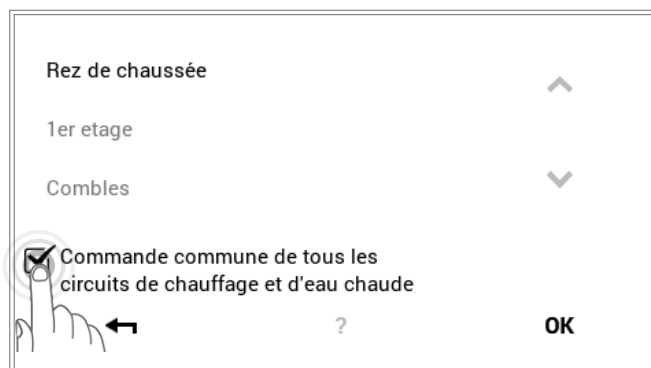 Rez de chaussée
1er etage
Combles
Commande commune de tous les
circuits de chauffage et d'eau chaude
? OK